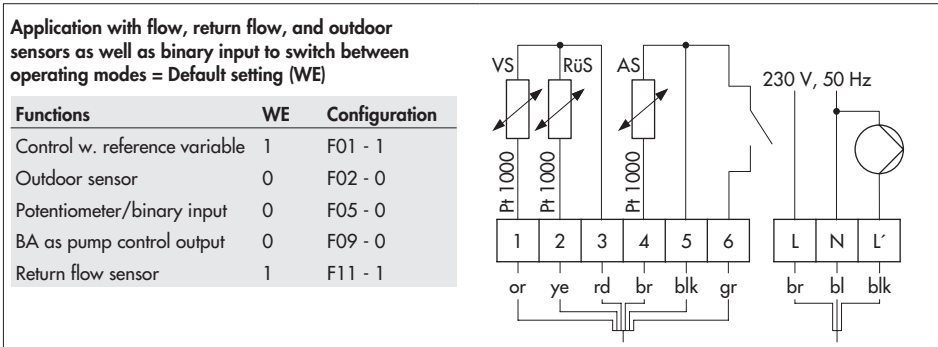 Application with flow, return flow, and outdoor
sensors as well as binary input to switch between
operating modes = Default setting (WE)
Functions WE Configuration
Control w. reference variable 1 F01 - 1
Outdoor sensor 0 F02 - 0
Potentiometer/binary input 0 F05 - 0
BA as pump control output 0 F09 - 0
Return flow sensor 1 F11 - 1
VS RüS AS
230 V, 50 Hz
Pt 1000 Pt 1000 Pt 1000
1 2 3 4 5 6 L N L´
or ye rd br blk gr br bl blk